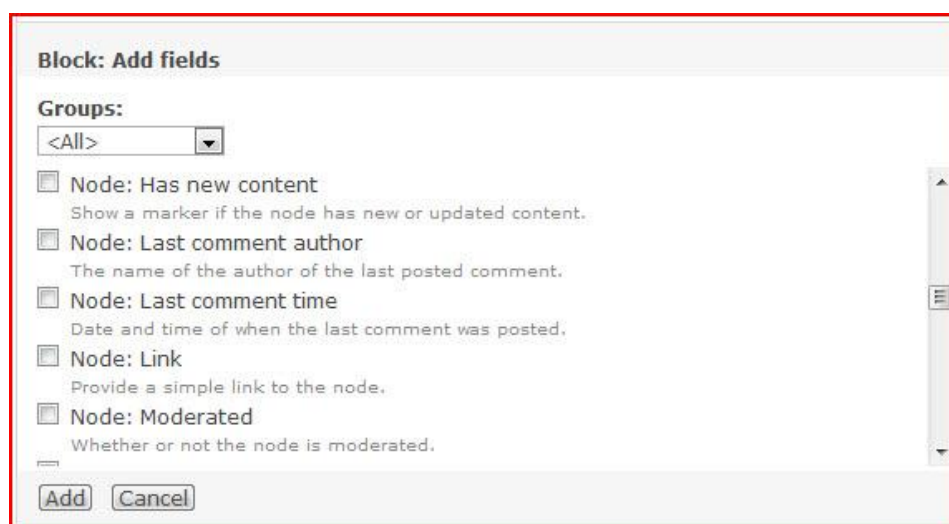 Block: Add fields
Groups:
<All>
Node: Has new content
Show a marker if the node has new or updated content.
Node: Last comment author
The name of the author of the last posted comment.
Node: Last comment time
Date and time of when the last comment was posted.
Node: Link
Provide a simple link to the node.
Node: Moderated
Whether or not the node is moderated.
Add Cancel